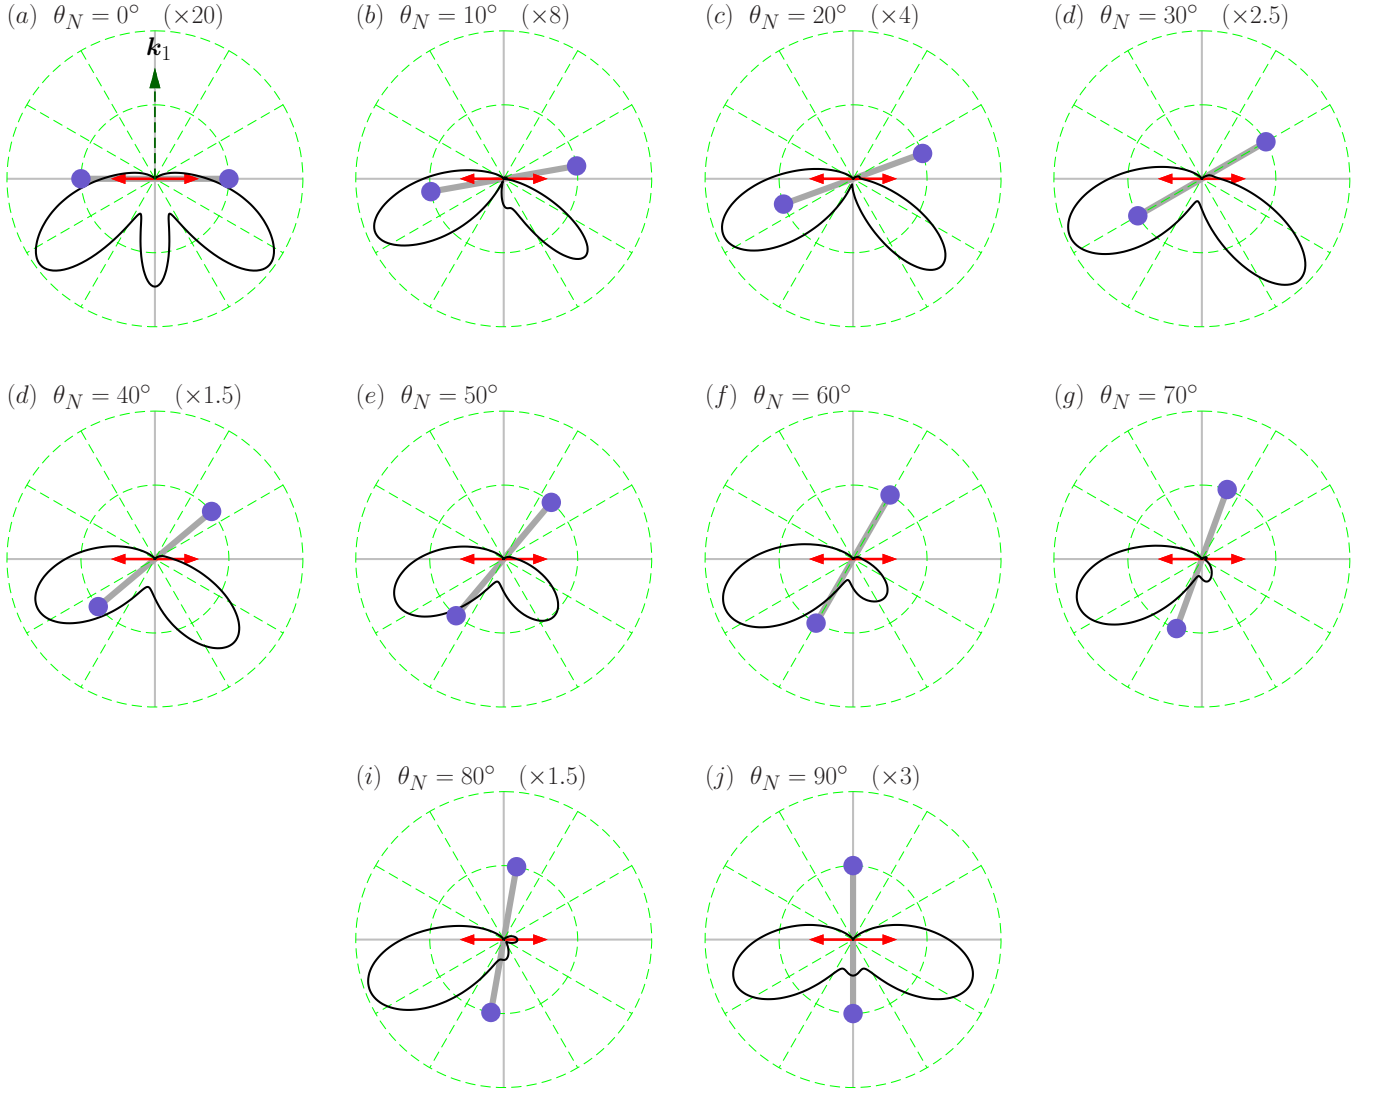 (a) θ_N = 0° (×20)
(b) θ_N = 10° (×8)
(c) θ_N = 20° (×4)
(d) θ_N = 30° (×2.5)
k₁
(d) θ_N = 40° (×1.5)
(e) θ_N = 50°
(f) θ_N = 60°
(g) θ_N = 70°
(i) θ_N = 80° (×1.5)
(j) θ_N = 90° (×3)